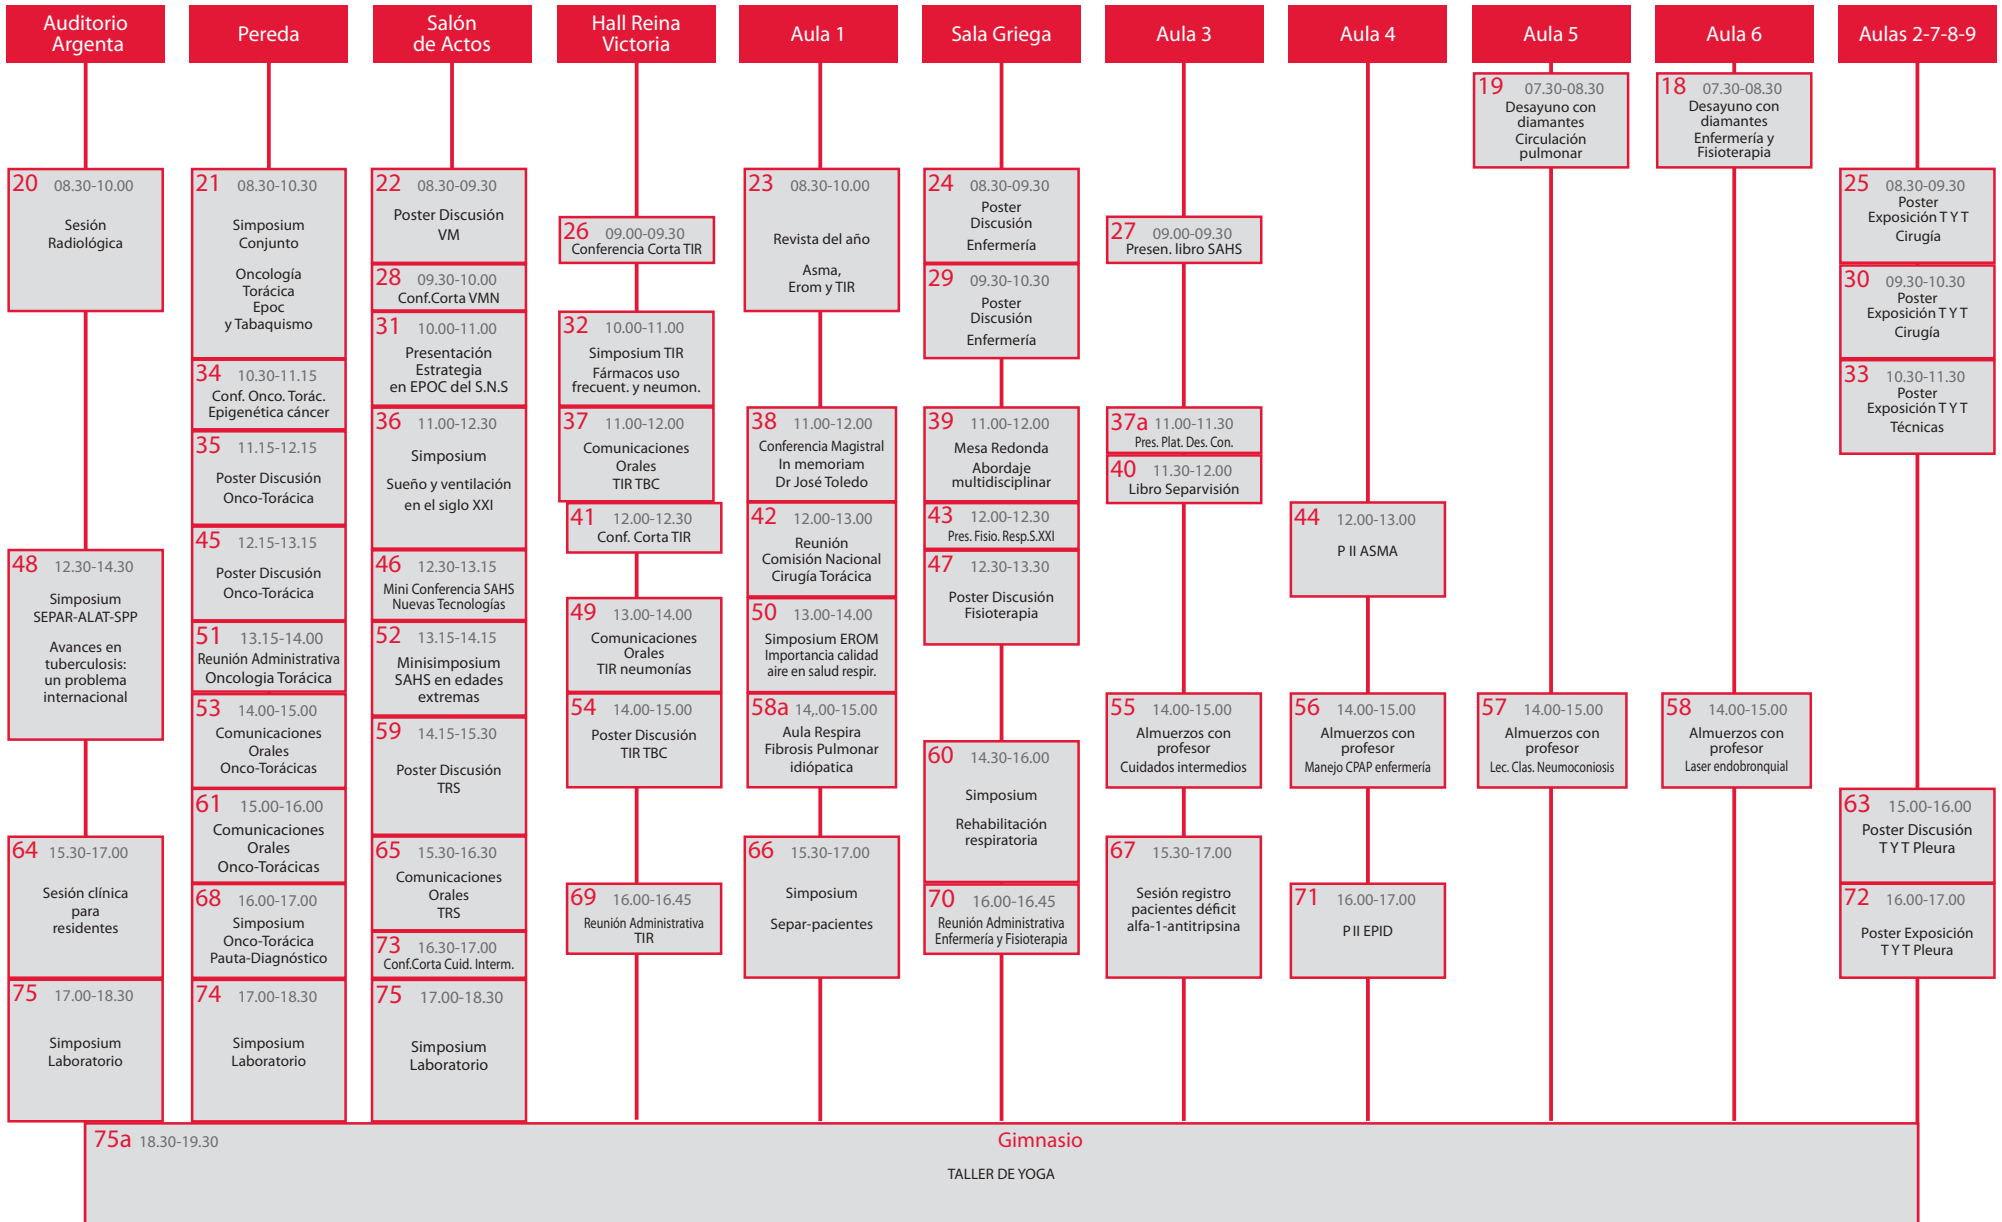 Auditorio
Argenta
Pereda
Salón
de Actos
Hall Reina
Victoria
Aula 1
Sala Griega
Aula 3
Aula 4
Aula 5
Aula 6
Aulas 2-7-8-9
19 07.30-08.30
Desayuno con
diamantes
Circulación
pulmonar
18 07.30-08.30
Desayuno con
diamantes
Enfermería y
Fisioterapia
20 08.30-10.00
Sesión
Radiológica
21 08.30-10.30
Simposium
Conjunto
Oncología
Torácica
Epoc
y Tabaquismo
22 08.30-09.30
Poster Discusión
VM
23 08.30-10.00
Revista del año
Asma,
Erom y TIR
24 08.30-09.30
Poster
Discusión
Enfermería
25 08.30-09.30
Poster
Exposición T Y T
Cirugía
26 09.00-09.30
Conferencia Corta TIR
27 09.00-09.30
Presen. libro SAHS
28 09.30-10.00
Conf.Corta VMN
29 09.30-10.30
Poster
Discusión
Enfermería
30 09.30-10.30
Poster
Exposición T Y T
Cirugía
31 10.00-11.00
Presentación
Estrategia
en EPOC del S.N.S
32 10.00-11.00
Simposium TIR
Fármacos uso
frecuent. y neumon.
33 10.30-11.30
Poster
Exposición T Y T
Técnicas
34 10.30-11.15
Conf. Onco. Torác.
Epigenética cáncer
35 11.15-12.15
Poster Discusión
Onco-Torácica
36 11.00-12.30
Simposium
Sueño y ventilación
en el siglo XXI
37 11.00-12.00
Comunicaciones
Orales
TIR TBC
38 11.00-12.00
Conferencia Magistral
In memoriam
Dr José Toledo
39 11.00-12.00
Mesa Redonda
Abordaje
multidisciplinar
37a 11.00-11.30
Pres. Plat. Des. Con.
40 11.30-12.00
Libro Separvisión
41 12.00-12.30
Conf. Corta TIR
42 12.00-13.00
Reunión
Comisión Nacional
Cirugía Torácica
43 12.00-12.30
Pres. Fisio. Resp.S.XXI
44 12.00-13.00
P II ASMA
45 12.15-13.15
Poster Discusión
Onco-Torácica
46 12.30-13.15
Mini Conferencia SAHS
Nuevas Tecnologías
47 12.30-13.30
Poster Discusión
Fisioterapia
48 12.30-14.30
Simposium
SEPAR-ALAT-SPP
Avances en
tuberculosis:
un problema
internacional
49 13.00-14.00
Comunicaciones
Orales
TIR neumonías
50 13.00-14.00
Simposium EROM
Importancia calidad
aire en salud respir.
51 13.15-14.00
Reunión Administrativa
Oncologia Torácica
52 13.15-14.15
Minisimposium
SAHS en edades
extremas
53 14.00-15.00
Comunicaciones
Orales
Onco-Torácicas
54 14.00-15.00
Poster Discusión
TIR TBC
58a 14,.00-15.00
Aula Respira
Fibrosis Pulmonar
idiópatica
55 14.00-15.00
Almuerzos con
profesor
Cuidados intermedios
56 14.00-15.00
Almuerzos con
profesor
Manejo CPAP enfermería
57 14.00-15.00
Almuerzos con
profesor
Lec. Clas. Neumoconiosis
58 14.00-15.00
Almuerzos con
profesor
Laser endobronquial
59 14.15-15.30
Poster Discusión
TRS
60 14.30-16.00
Simposium
Rehabilitación
respiratoria
61 15.00-16.00
Comunicaciones
Orales
Onco-Torácicas
63 15.00-16.00
Poster Discusión
T Y T Pleura
64 15.30-17.00
Sesión clínica
para
residentes
65 15.30-16.30
Comunicaciones
Orales
TRS
66 15.30-17.00
Simposium
Separ-pacientes
67 15.30-17.00
Sesión registro
pacientes déficit
alfa-1-antitripsina
68 16.00-17.00
Simposium
Onco-Torácica
Pauta-Diagnóstico
69 16.00-16.45
Reunión Administrativa
TIR
70 16.00-16.45
Reunión Administrativa
Enfermería y Fisioterapia
71 16.00-17.00
P II EPID
72 16.00-17.00
Poster Exposición
T Y T Pleura
73 16.30-17.00
Conf.Corta Cuid. Interm.
75 17.00-18.30
Simposium
Laboratorio
74 17.00-18.30
Simposium
Laboratorio
75 17.00-18.30
Simposium
Laboratorio
75a 18.30-19.30
Gimnasio
TALLER DE YOGA